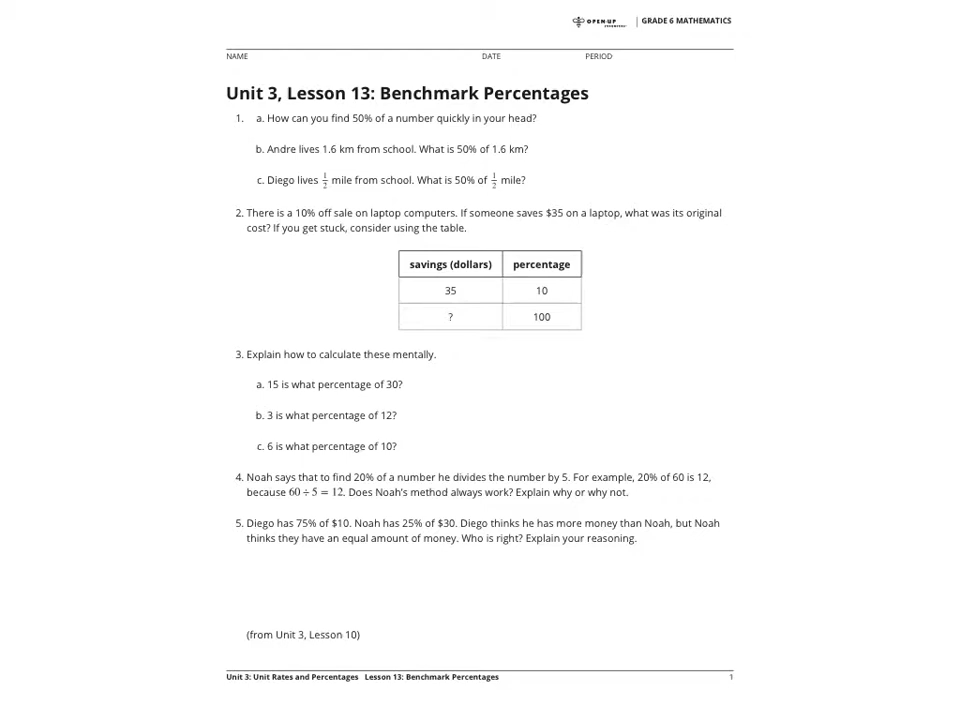 OPEN-UP | GRADE 6 MATHEMATICS
NAME DATE PERIOD
Unit 3, Lesson 13: Benchmark Percentages
1. a. How can you find 50% of a number quickly in your head?
b. Andre lives 1.6 km from school. What is 50% of 1.6 km?
c. Diego lives 1/2 mile from school. What is 50% of 1/2 mile?
2. There is a 10% off sale on laptop computers. If someone saves $35 on a laptop, what was its original
cost? If you get stuck, consider using the table.
savings (dollars) percentage
35 10
? 100
3. Explain how to calculate these mentally.
a. 15 is what percentage of 30?
b. 3 is what percentage of 12?
c. 6 is what percentage of 10?
4. Noah says that to find 20% of a number he divides the number by 5. For example, 20% of 60 is 12,
because 60 ÷ 5 = 12. Does Noah’s method always work? Explain why or why not.
5. Diego has 75% of $10. Noah has 25% of $30. Diego thinks he has more money than Noah, but Noah
thinks they have an equal amount of money. Who is right? Explain your reasoning.
(from Unit 3, Lesson 10)
Unit 3: Unit Rates and Percentages Lesson 13: Benchmark Percentages 1